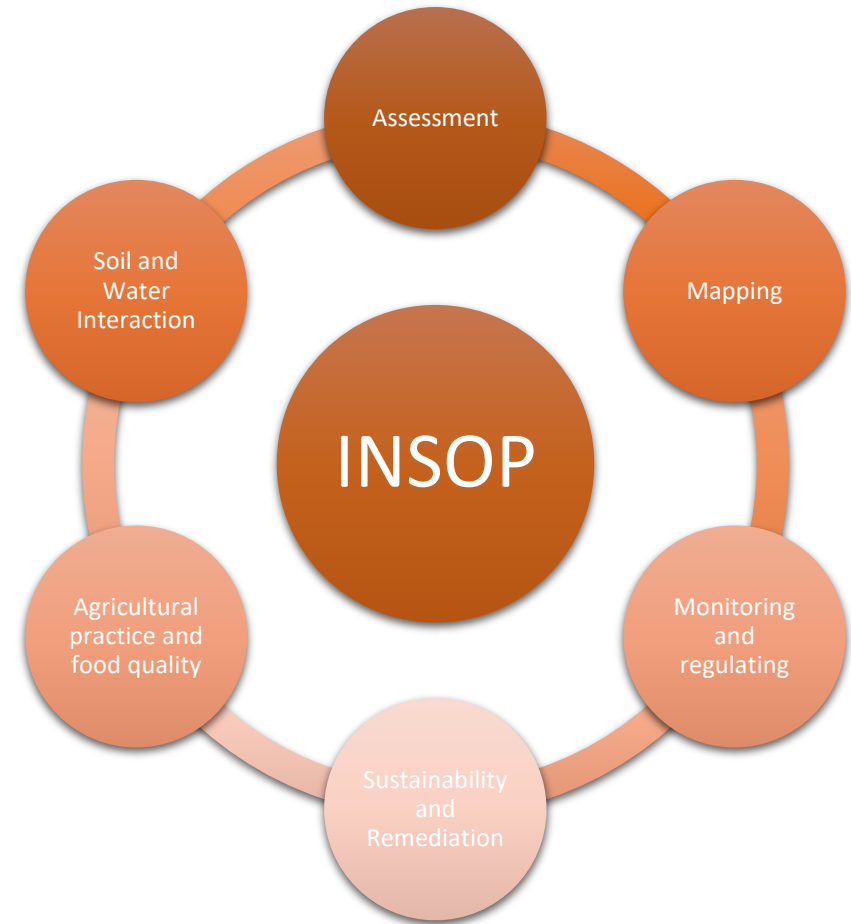 Assessment
Mapping
Monitoring
and
regulating
Sustainability
and
Remediation
Agricultural
practice and
food quality
Soil and
Water
Interaction
INSOP